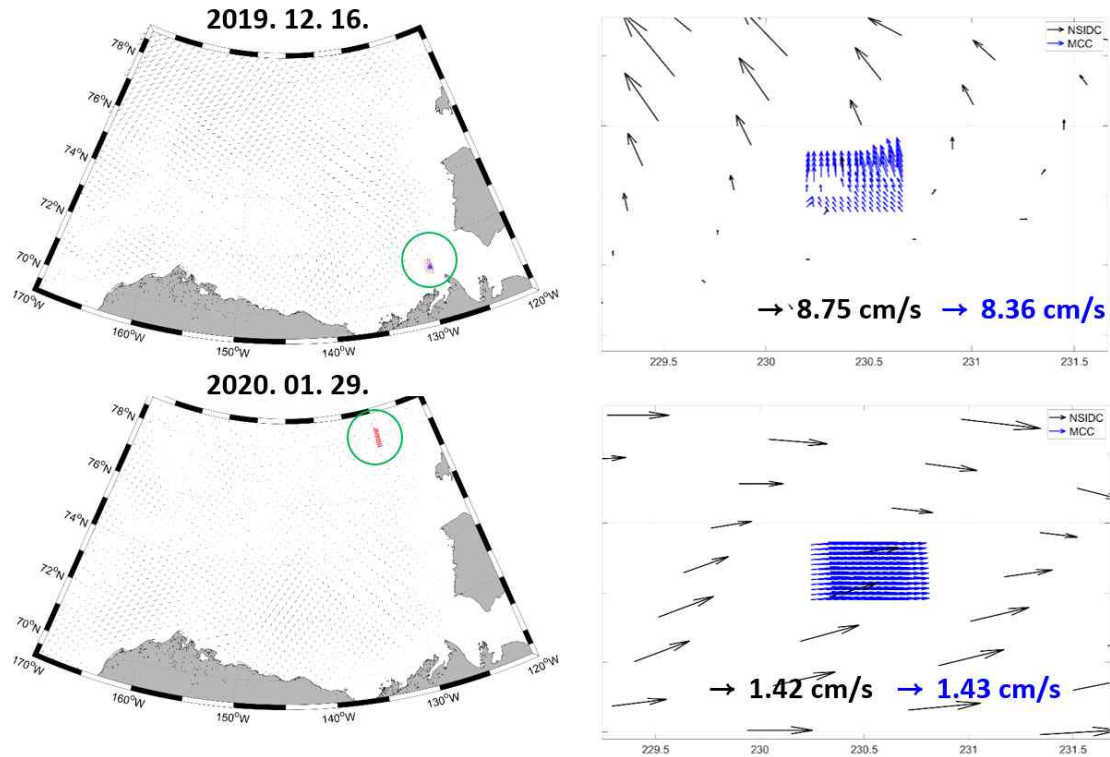 2019. 12. 16.
78°N
76°N
74°N
72°N
70°N
170°W
160°W
150°W
140°W
130°W
120°W
NSIDC
MCC
→ 8.75 cm/s → 8.36 cm/s
229.5 230 230.5 231 231.5
2020. 01. 29.
78°N
76°N
74°N
72°N
70°N
170°W
160°W
150°W
140°W
130°W
120°W
NSIDC
MCC
→ 1.42 cm/s → 1.43 cm/s
229.5 230 230.5 231 231.5